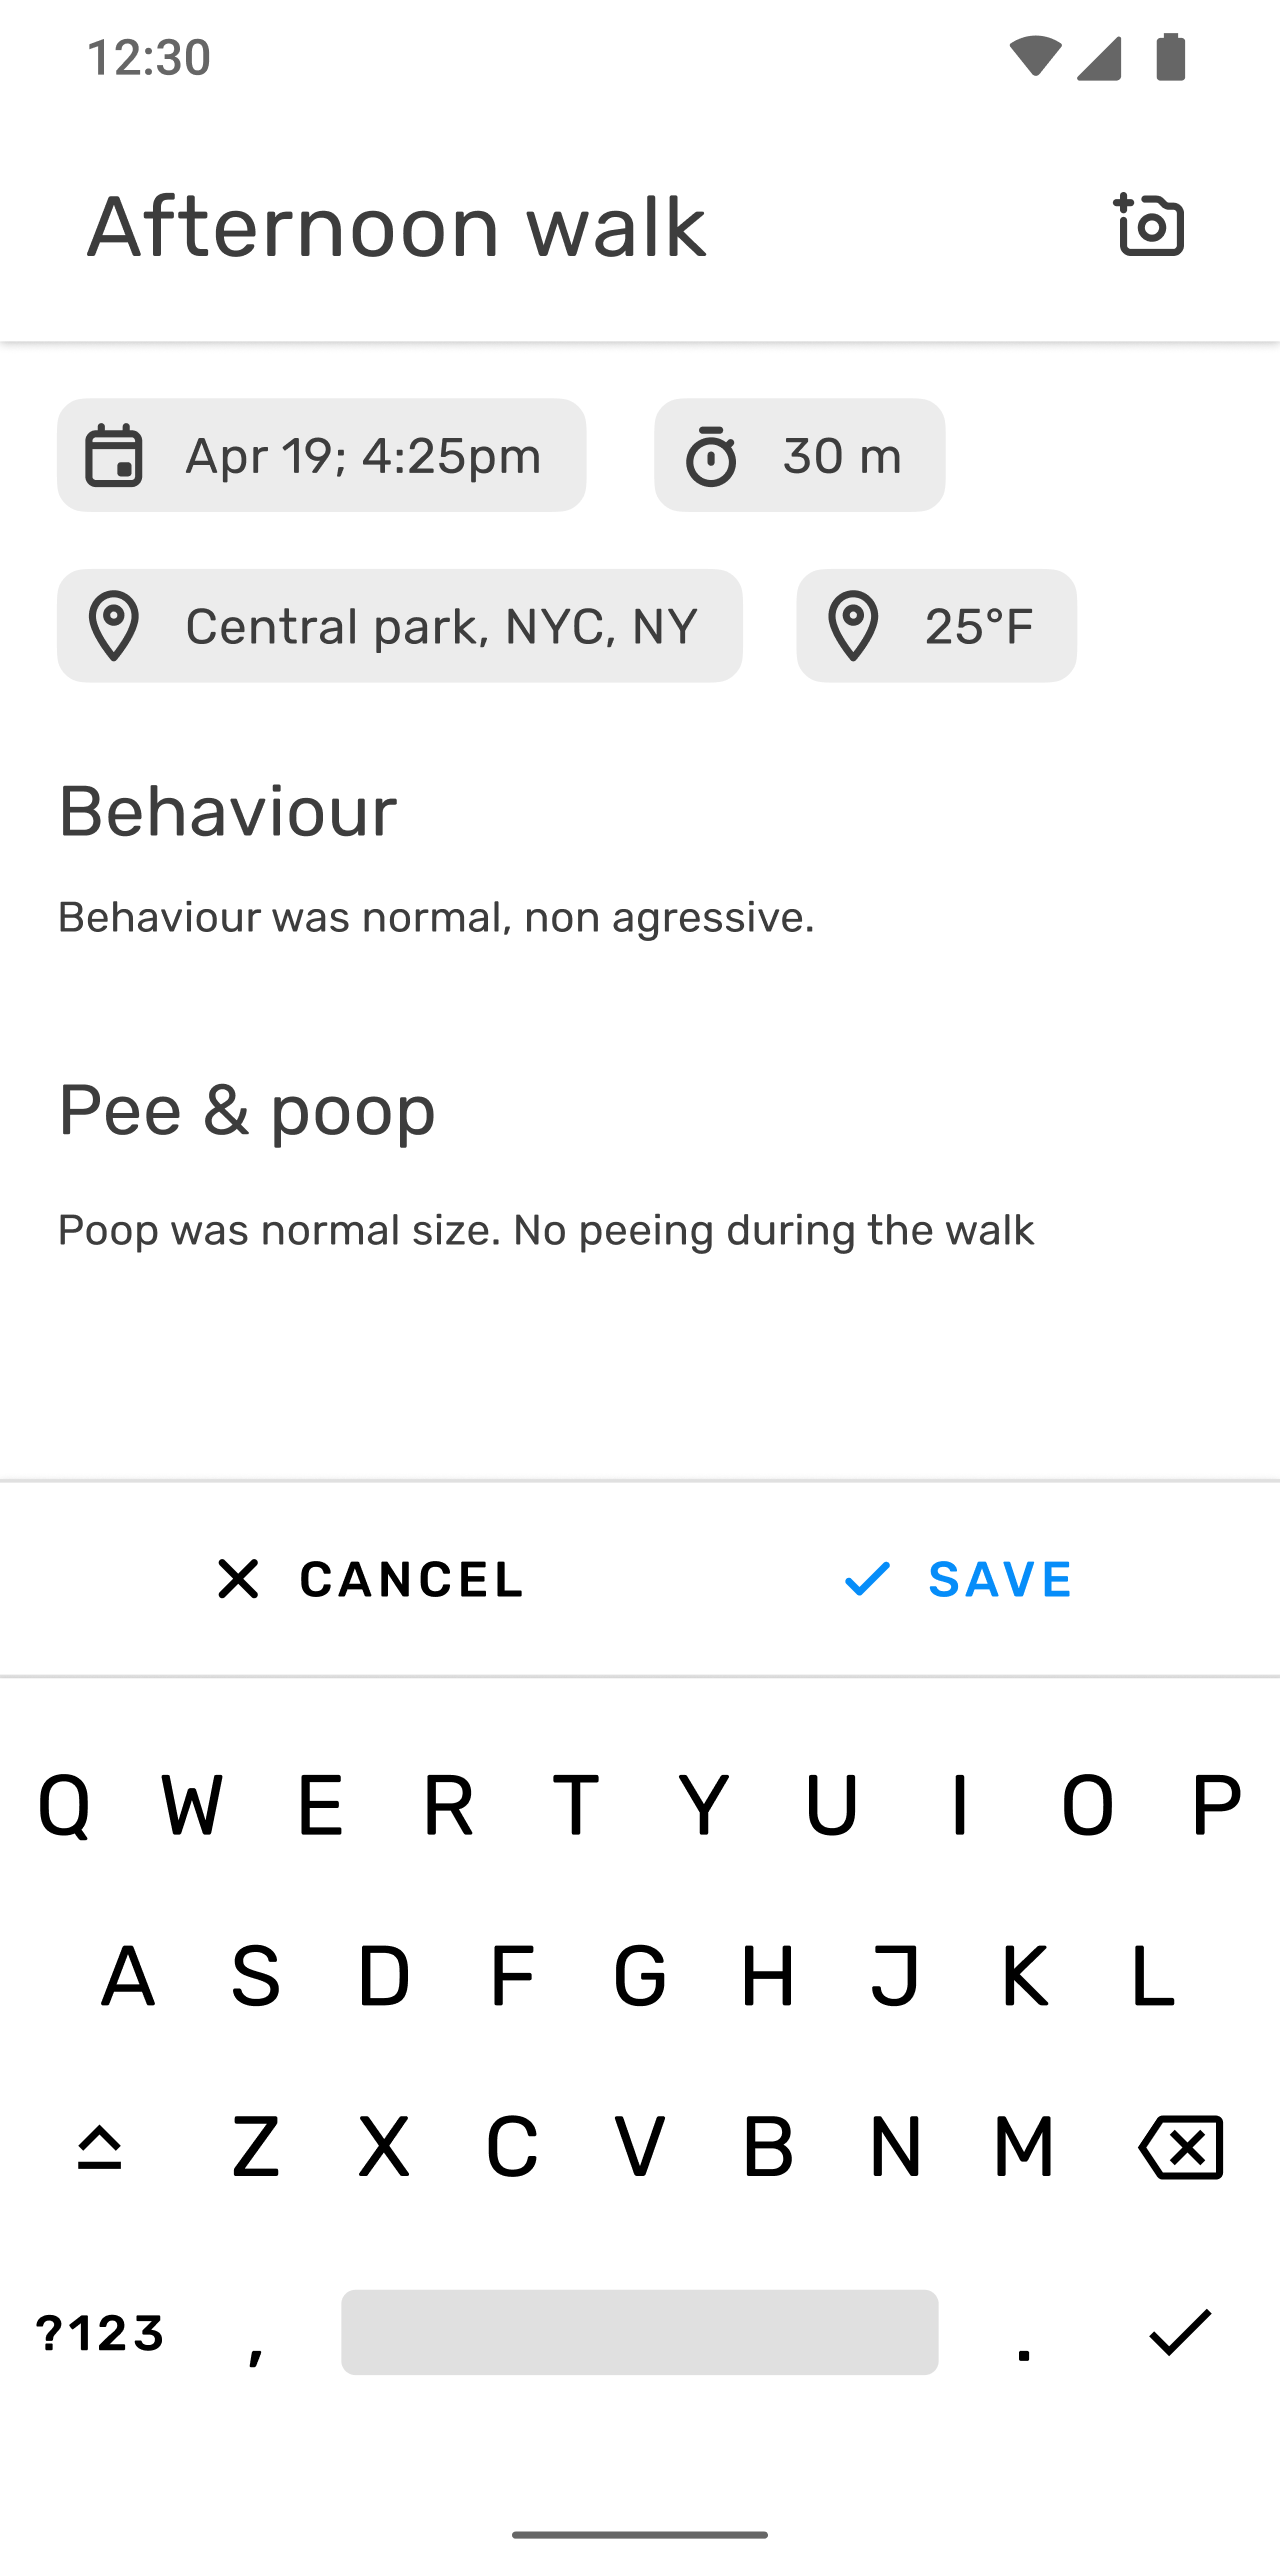 12:30
Afternoon walk
Apr 19; 4:25pm
30 m
Central park, NYC, NY
25°F
Behaviour
Behaviour was normal, non agressive.
Pee & poop
Poop was normal size. No peeing during the walk
CANCEL
SAVE
Q W E R T Y U I O P
A S D F G H J K L
Z X C V B N M
?123 , .